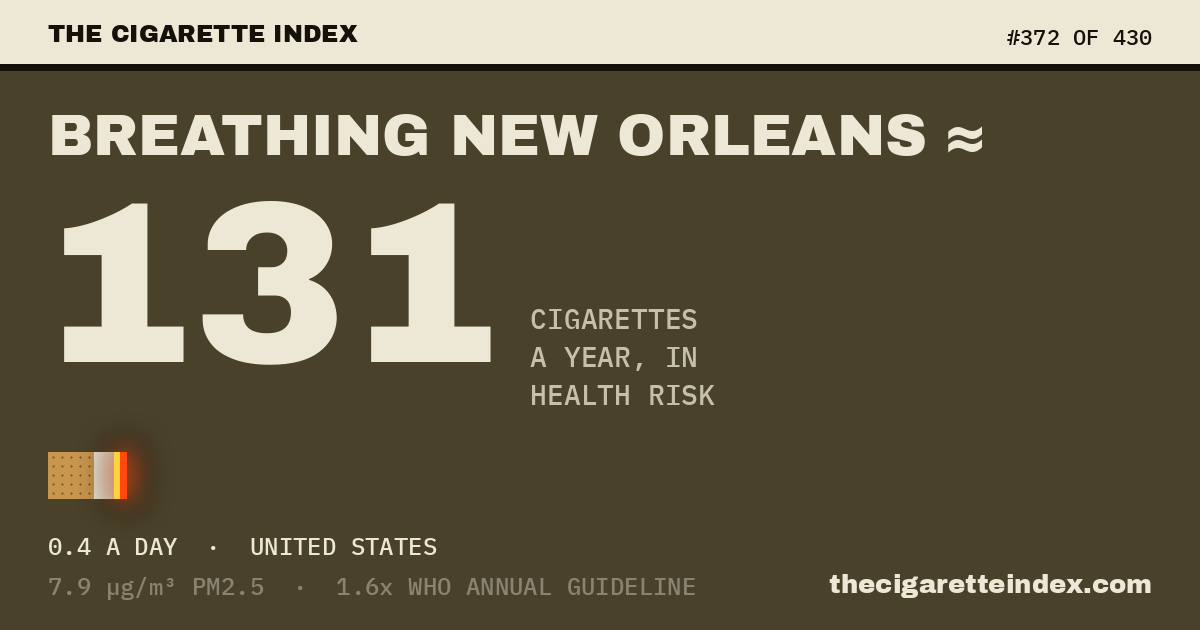 THE CIGARETTE INDEX
#372 OF 430
BREATHING NEW ORLEANS ≈
131
CIGARETTES
A YEAR, IN
HEALTH RISK
0.4 A DAY · UNITED STATES
7.9 µg/m³ PM2.5 · 1.6x WHO ANNUAL GUIDELINE
thecigaretteindex.com